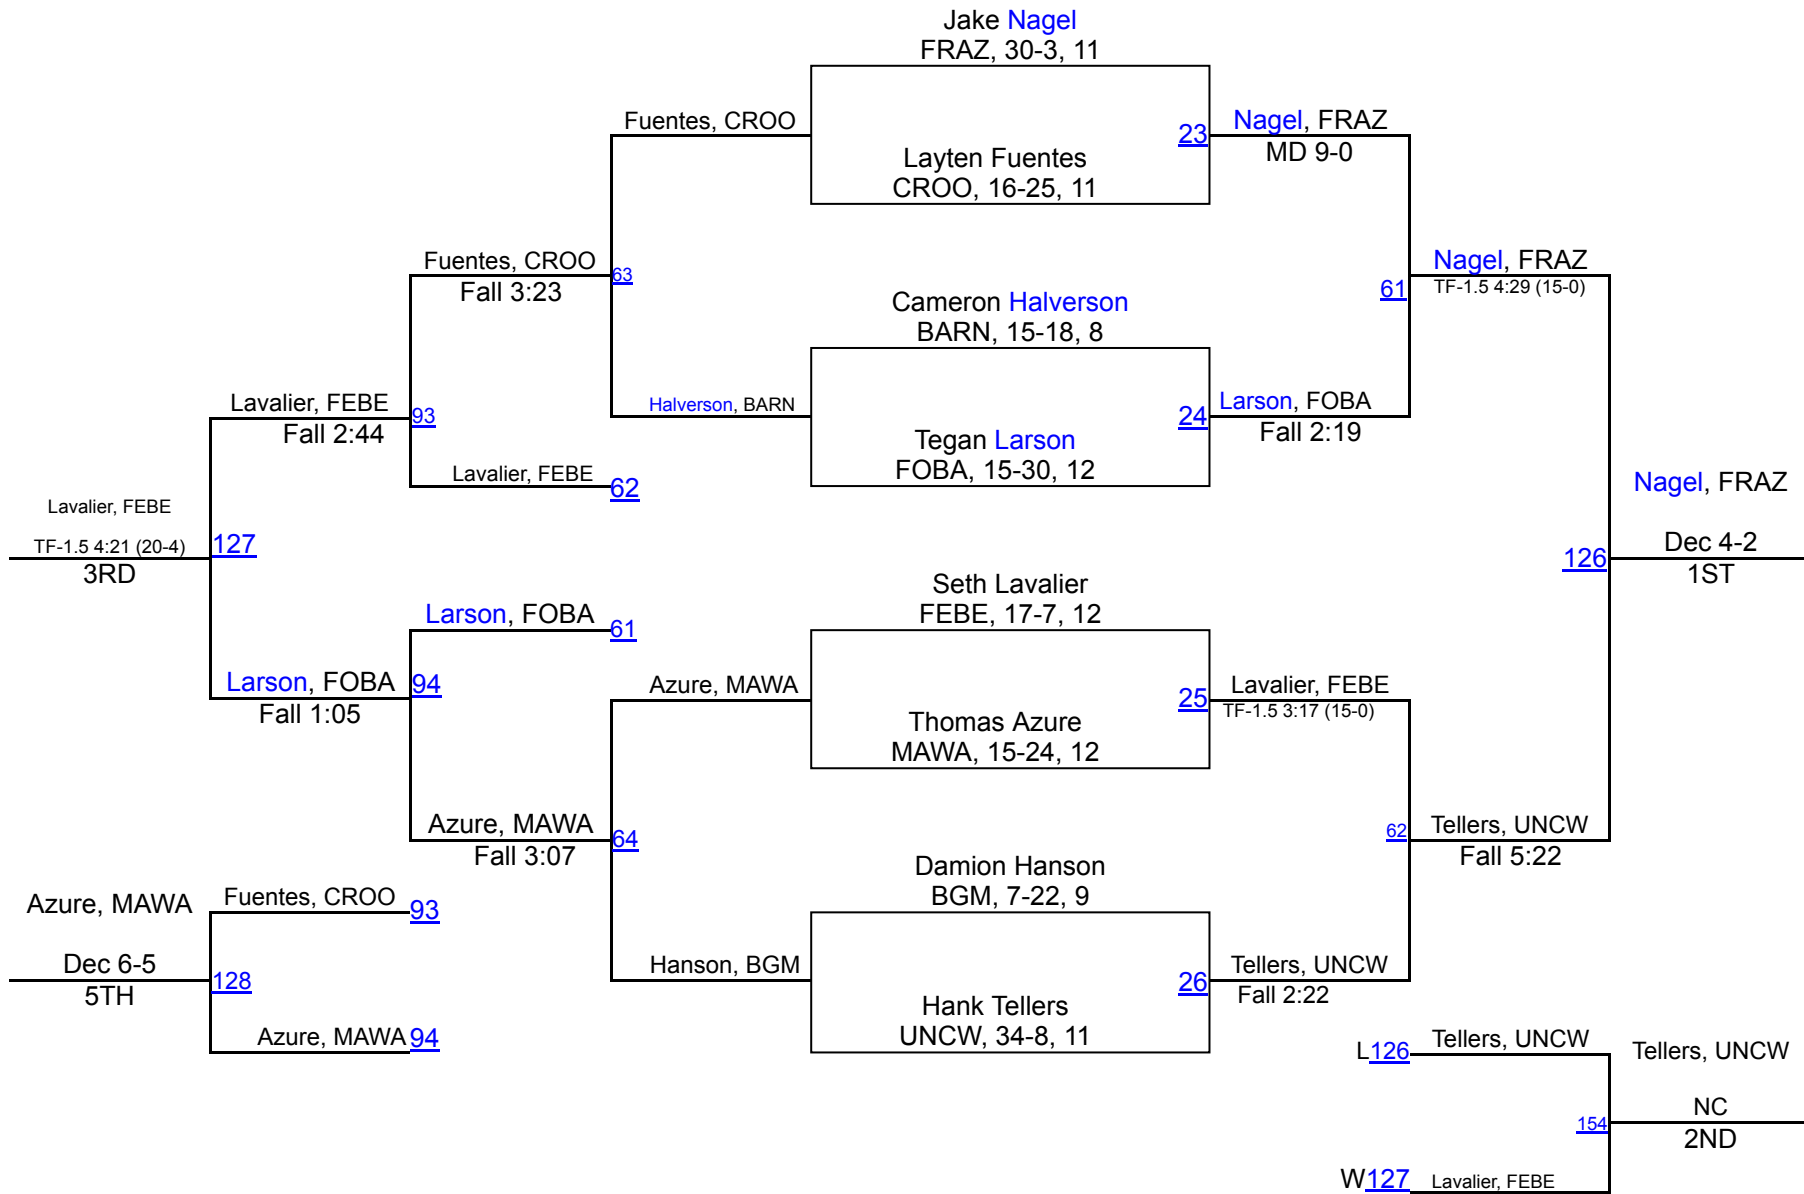 Jake Nagel
FRAZ, 30-3, 11
Fuentes, CROO
23
Nagel, FRAZ
MD 9-0
Layten Fuentes
CROO, 16-25, 11
Fuentes, CROO
63
Fall 3:23
Nagel, FRAZ
61
TF-1.5 4:29 (15-0)
Cameron Halverson
BARN, 15-18, 8
Lavalier, FEBE
93
Fall 2:44
Halverson, BARN
24
Larson, FOBA
Fall 2:19
Tegan Larson
FOBA, 15-30, 12
Lavalier, FEBE
62
Nagel, FRAZ
Lavalier, FEBE
TF-1.5 4:21 (20-4)
127
3RD
126
Dec 4-2
1ST
Seth Lavalier
FEBE, 17-7, 12
Larson, FOBA
61
Larson, FOBA
94
Fall 1:05
Azure, MAWA
25
Lavalier, FEBE
TF-1.5 3:17 (15-0)
Thomas Azure
MAWA, 15-24, 12
Azure, MAWA
64
Fall 3:07
62
Tellers, UNCW
Fall 5:22
Damion Hanson
BGM, 7-22, 9
Azure, MAWA
Fuentes, CROO
93
Dec 6-5
128
5TH
Hanson, BGM
26
Tellers, UNCW
Fall 2:22
Hank Tellers
UNCW, 34-8, 11
Azure, MAWA
94
L126
Tellers, UNCW
Tellers, UNCW
154
NC
2ND
W127
Lavalier, FEBE